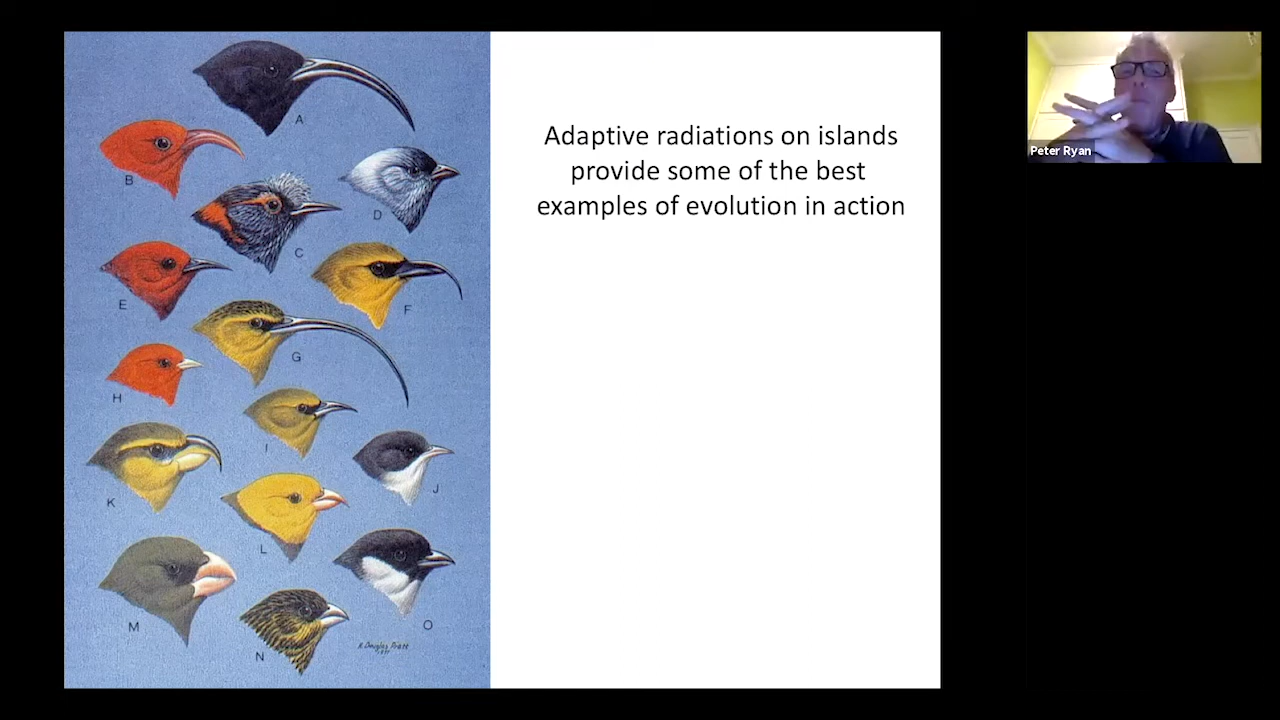 Adaptive radiations on islands
provide some of the best
examples of evolution in action
Peter Ryan
A
B
D
C
E
F
G
H
I
J
K
L
M
O
N